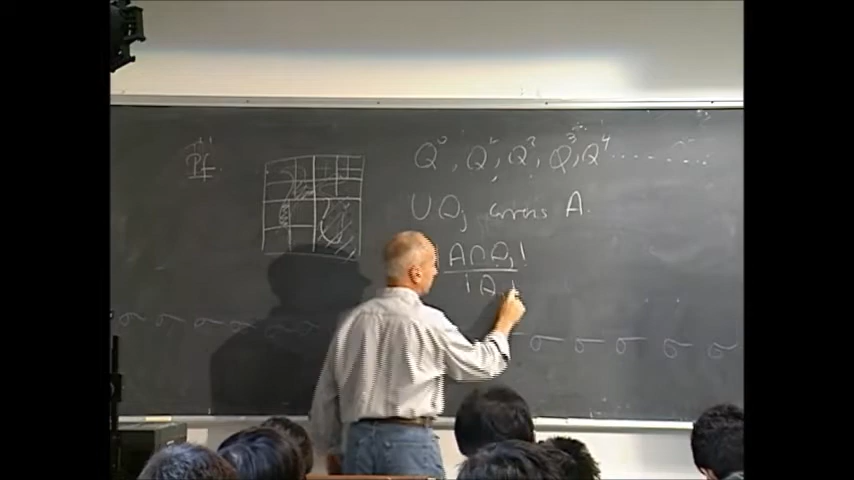 Pf
Q⁰, Q¹, Q², Q³, Q⁴ .......
∪ Qj covers A
|A ∩ Qj|
|Q